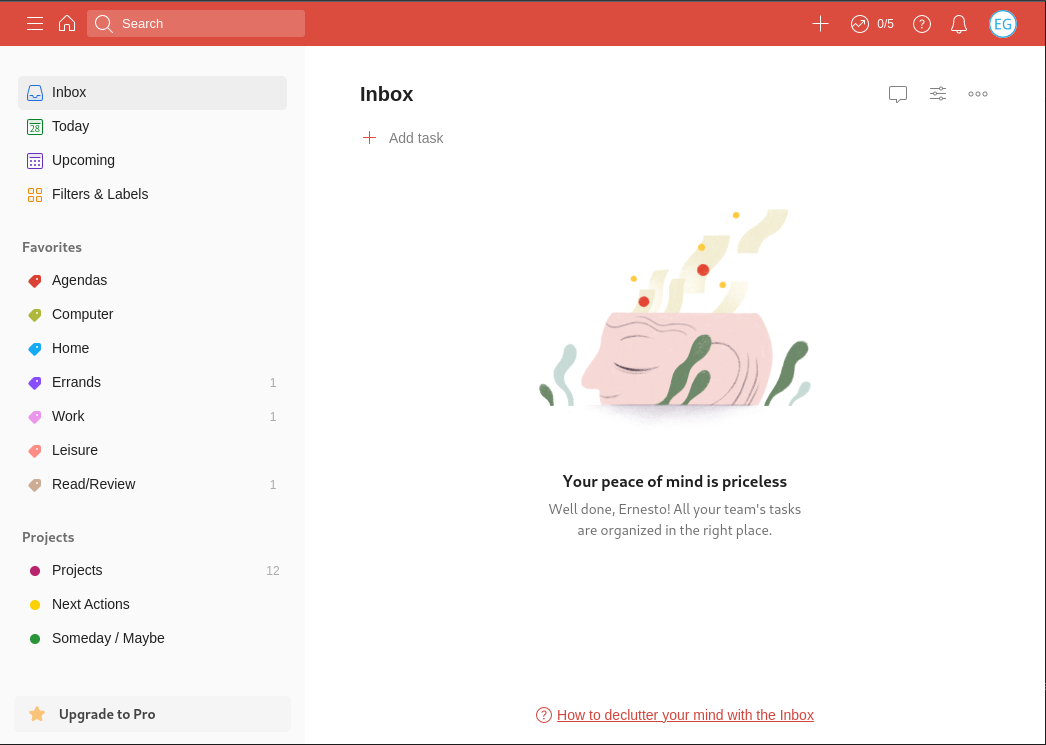 Search
0/5
?
EG
Inbox
28
Today
Upcoming
Filters & Labels
Favorites
Agendas
Computer
Home
Errands 1
Work 1
Leisure
Read/Review 1
Projects
Projects 12
Next Actions
Someday / Maybe
Upgrade to Pro
Inbox
Add task
Your peace of mind is priceless
Well done, Ernesto! All your team's tasks
are organized in the right place.
? How to declutter your mind with the Inbox